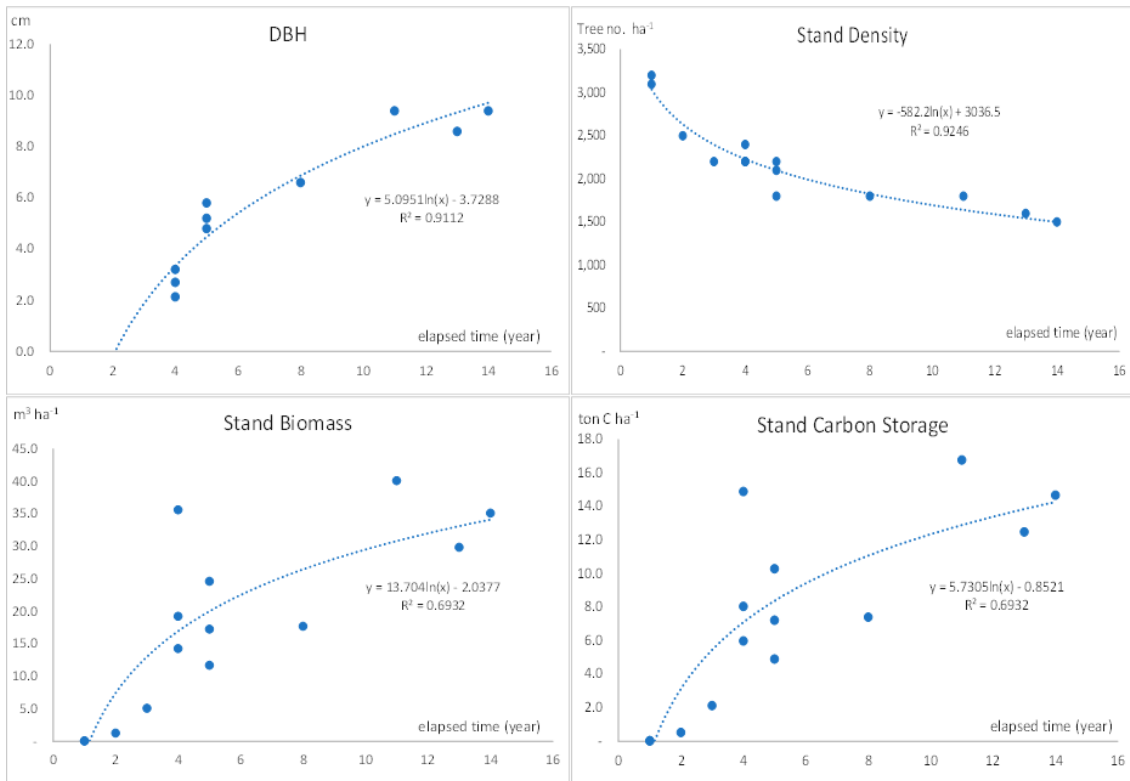 cm
DBH
12.0
10.0
8.0
6.0
4.0
2.0
0.0
y = 5.0951ln(x) - 3.7288
R² = 0.9112
elapsed time (year)
0 2 4 6 8 10 12 14 16
Tree no. ha⁻¹
Stand Density
3,500
3,000
2,500
2,000
1,500
1,000
500
-
y = -582.2ln(x) + 3036.5
R² = 0.9246
elapsed time (year)
0 2 4 6 8 10 12 14 16
m³ ha⁻¹
Stand Biomass
45.0
40.0
35.0
30.0
25.0
20.0
15.0
10.0
5.0
-
y = 13.704ln(x) - 2.0377
R² = 0.6932
elapsed time (year)
0 2 4 6 8 10 12 14 16
ton C ha⁻¹
Stand Carbon Storage
18.0
16.0
14.0
12.0
10.0
8.0
6.0
4.0
2.0
-
y = 5.7305ln(x) - 0.8521
R² = 0.6932
elapsed time (year)
0 2 4 6 8 10 12 14 16